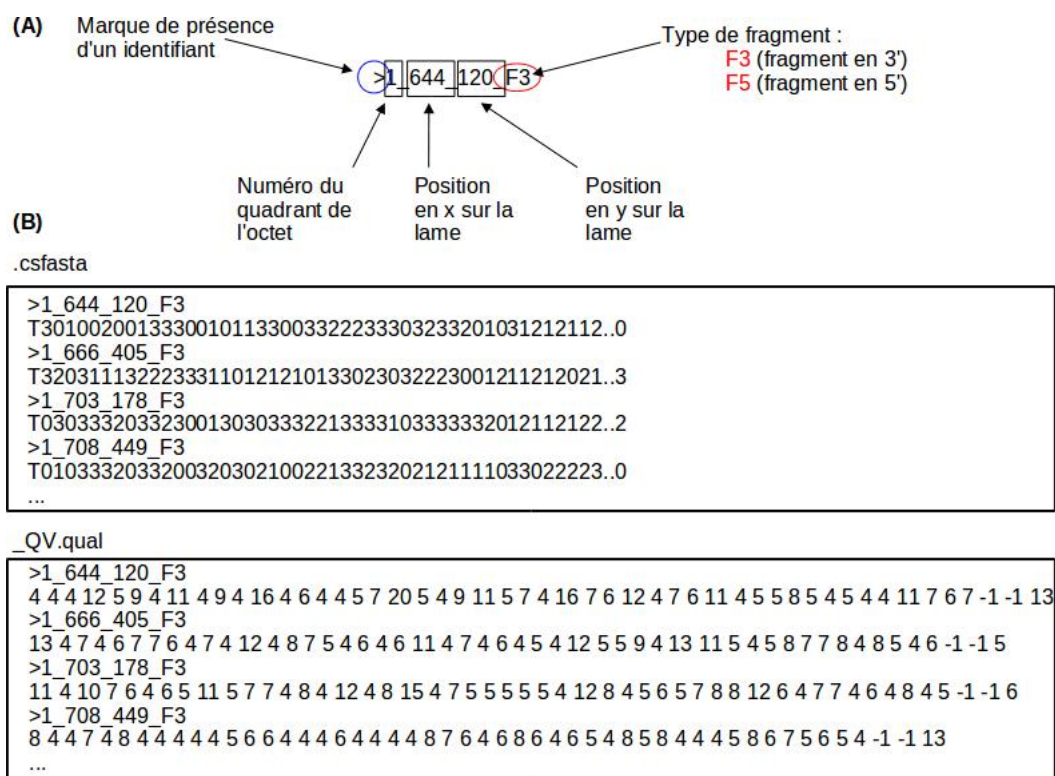 (A)
Marque de présence
d'un identifiant
Type de fragment :
F3 (fragment en 3')
F5 (fragment en 5')
>1_644_120_F3
Numéro du
quadrant de
l'octet
Position
en x sur la
lame
Position
en y sur la
lame
(B)
.csfasta
>1_644_120_F3
T30100200133300101133003322233303233201031212112..0
>1_666_405_F3
T32031113222333110121210133023032223001211212021..3
>1_703_178_F3
T03033320332300130303332213333103333332012112122..2
>1_708_449_F3
T01033320332003203021002213323202121111033022223..0
...
_QV.qual
>1_644_120_F3
4 4 4 12 5 9 4 11 4 9 4 16 4 6 4 4 5 7 20 5 4 9 11 5 7 4 16 7 6 12 4 7 6 11 4 5 5 8 5 4 5 4 4 11 7 6 7 -1 -1 13
>1_666_405_F3
13 4 7 4 6 7 7 6 4 7 4 12 4 8 7 5 4 6 4 6 11 4 7 4 6 4 5 4 12 5 5 9 4 13 11 5 4 5 8 7 7 8 4 8 5 4 6 -1 -1 5
>1_703_178_F3
11 4 10 7 6 4 6 5 11 5 7 7 4 8 4 12 4 8 15 4 7 5 5 5 5 5 4 12 8 4 5 6 5 7 8 8 12 6 4 7 7 4 6 4 8 4 5 -1 -1 6
>1_708_449_F3
8 4 4 7 4 8 4 4 4 4 4 5 6 6 4 4 4 6 4 4 4 4 8 7 6 4 6 8 6 4 6 5 4 8 5 8 4 4 4 5 8 6 7 5 6 5 4 -1 -1 13
...